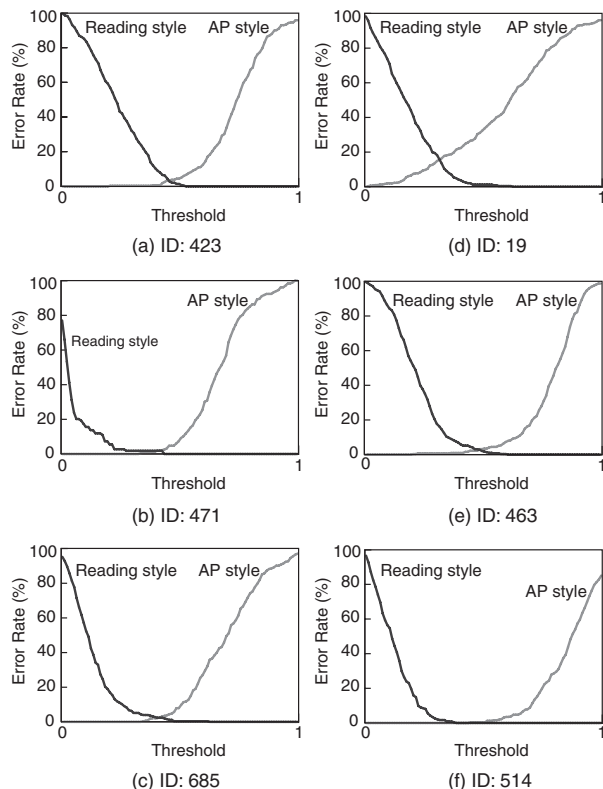 100
80
60
40
20
0
Error Rate (%)
Reading style
AP style
0
1
Threshold
(a) ID: 423
100
80
60
40
20
0
Error Rate (%)
Reading style
AP style
0
1
Threshold
(d) ID: 19
100
80
60
40
20
0
Error Rate (%)
Reading style
AP style
0
1
Threshold
(b) ID: 471
100
80
60
40
20
0
Error Rate (%)
Reading style
AP style
0
1
Threshold
(e) ID: 463
100
80
60
40
20
0
Error Rate (%)
Reading style
AP style
0
1
Threshold
(c) ID: 685
100
80
60
40
20
0
Error Rate (%)
Reading style
AP style
0
1
Threshold
(f) ID: 514